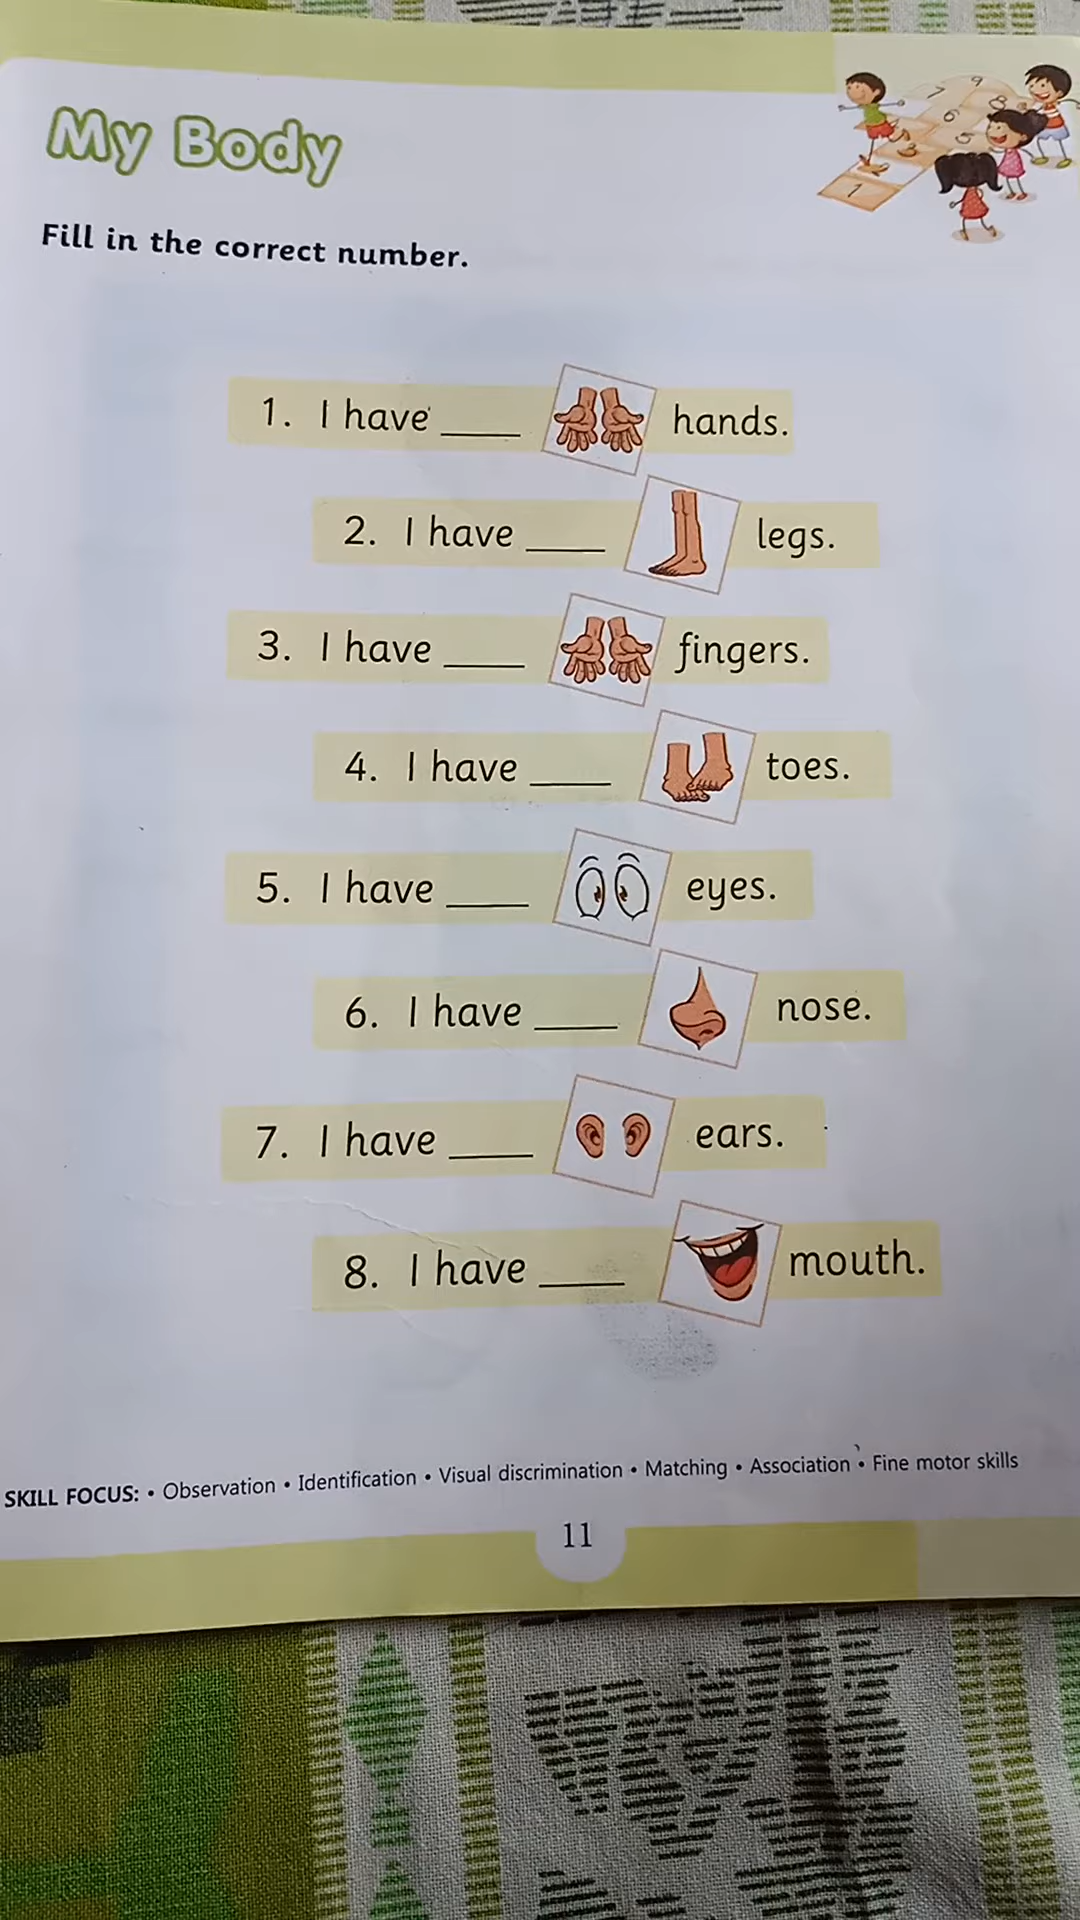 My Body
Fill in the correct number.
1. I have ____ hands.
2. I have ____ legs.
3. I have ____ fingers.
4. I have ____ toes.
5. I have ____ eyes.
6. I have ____ nose.
7. I have ____ ears.
8. I have ____ mouth.
SKILL FOCUS: • Observation • Identification • Visual discrimination • Matching • Association • Fine motor skills
11